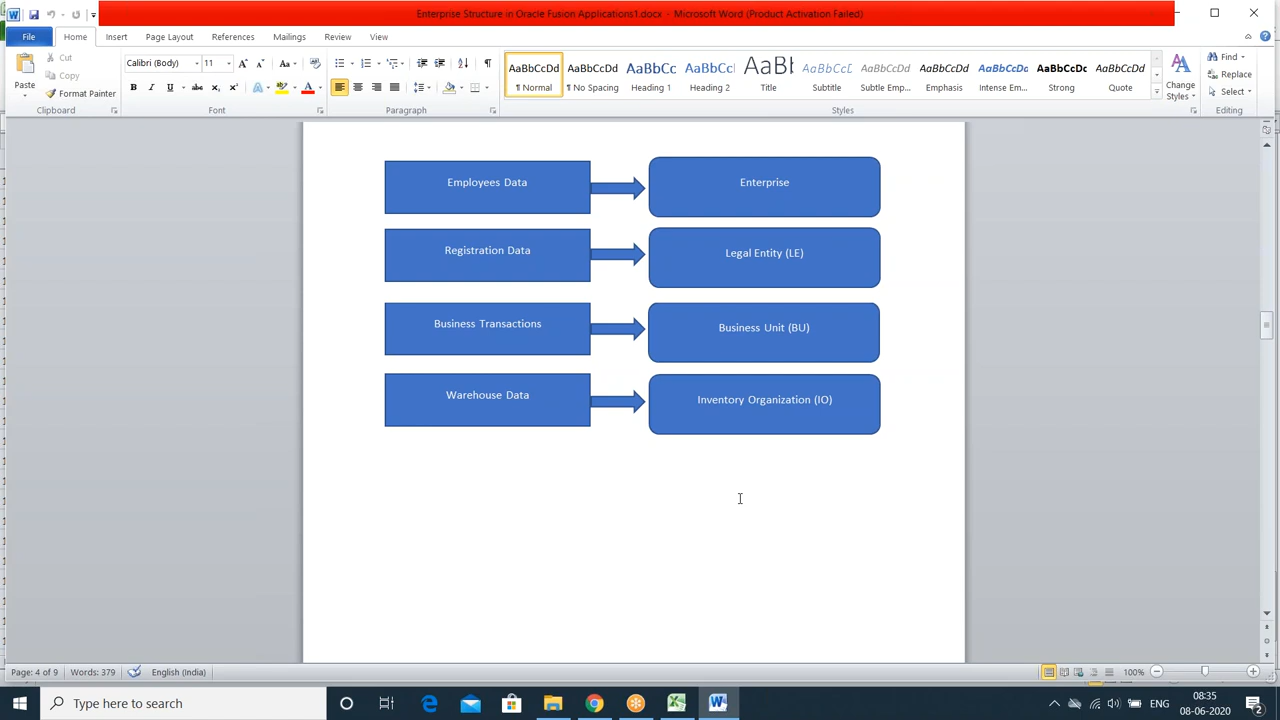 Enterprise Structure in Oracle Fusion Applications1.docx - Microsoft Word (Product Activation Failed)
File Home Insert Page Layout References Mailings Review View
Paste
Cut
Copy
Format Painter
Clipboard
Calibri (Body) 11
Font
Paragraph
AaBbCcDd AaBbCcDd AaBbCc AaBbCc AaBb AaBbCcD AaBbCcDd AaBbCcDd AaBbCcDd AaBbCcDd AaBbCcDd
¶ Normal ¶ No Spacing Heading 1 Heading 2 Title Subtitle Subtle Emp... Emphasis Intense Em... Strong Quote
Styles
Change Styles
Find
Replace
Select
Editing
Employees Data Enterprise
Registration Data Legal Entity (LE)
Business Transactions Business Unit (BU)
Warehouse Data Inventory Organization (IO)
Page: 4 of 9 Words: 379 English (India) 100%
Type here to search
ENG
08:35
08-06-2020
2